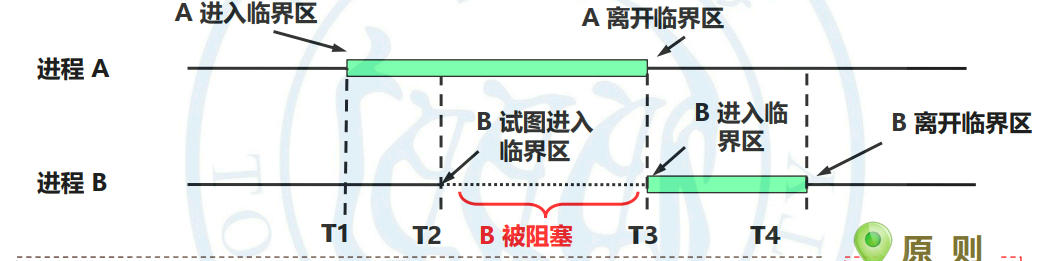 A 进入临界区
A 离开临界区
进程 A
B 试图进入
临界区
B 进入临
界区
B 离开临界区
进程 B
T1
T2
B 被阻塞
T3
T4
原 则